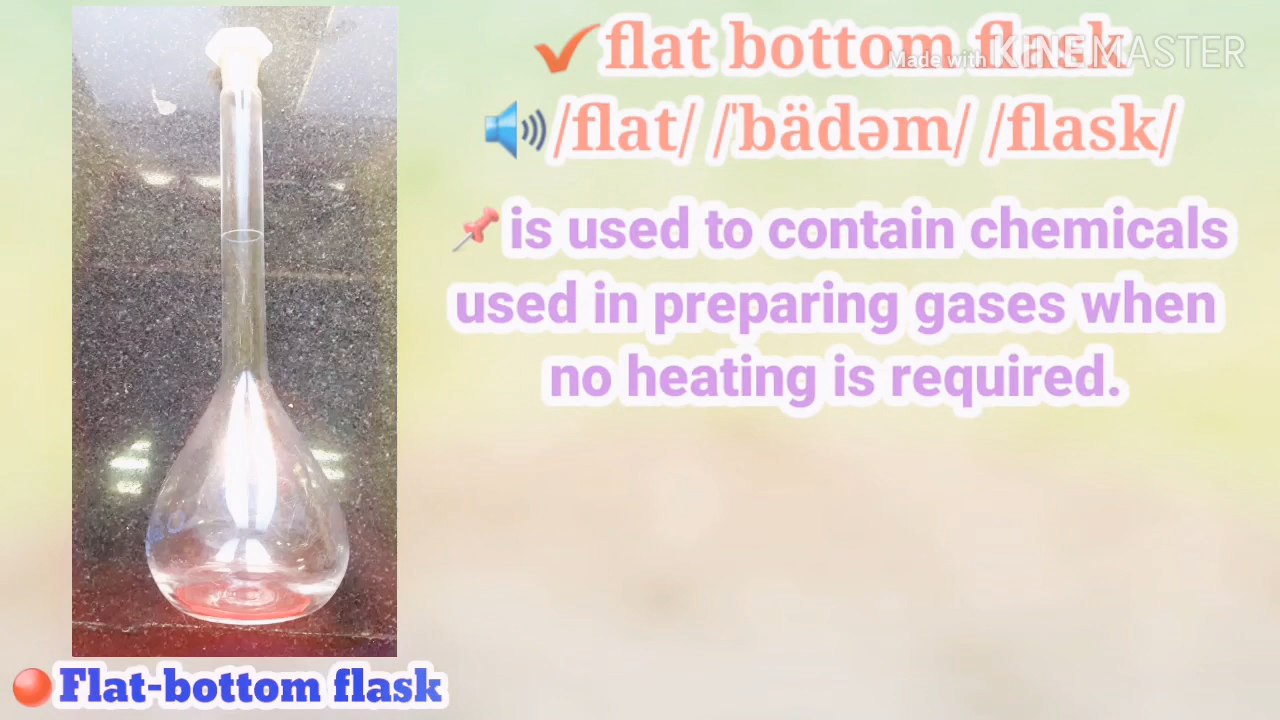 flat bottom flask
Made with KINEMASTER
/flat/ /ˈbädəm/ /flask/
is used to contain chemicals
used in preparing gases when
no heating is required.
Flat-bottom flask